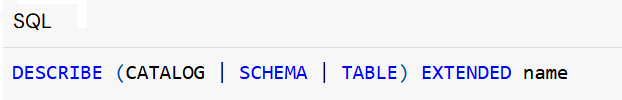 SQL
DESCRIBE (CATALOG | SCHEMA | TABLE) EXTENDED name